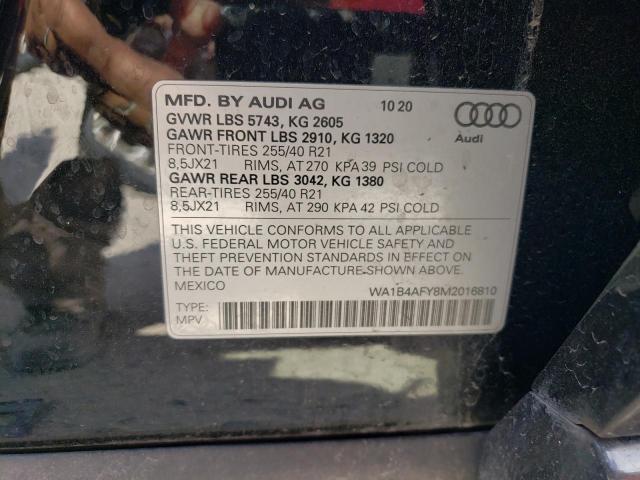 MFD. BY AUDI AG 10 20
GVWR LBS 5743, KG 2605
GAWR FRONT LBS 2910, KG 1320
FRONT-TIRES 255/40 R21
8,5JX21 RIMS, AT 270 KPA 39 PSI COLD
GAWR REAR LBS 3042, KG 1380
REAR-TIRES 255/40 R21
8,5JX21 RIMS, AT 290 KPA 42 PSI COLD
Audi
THIS VEHICLE CONFORMS TO ALL APPLICABLE
U.S. FEDERAL MOTOR VEHICLE SAFETY AND
THEFT PREVENTION STANDARDS IN EFFECT ON
THE DATE OF MANUFACTURE SHOWN ABOVE.
MEXICO WA1B4AFY8M2016810
TYPE:
MPV